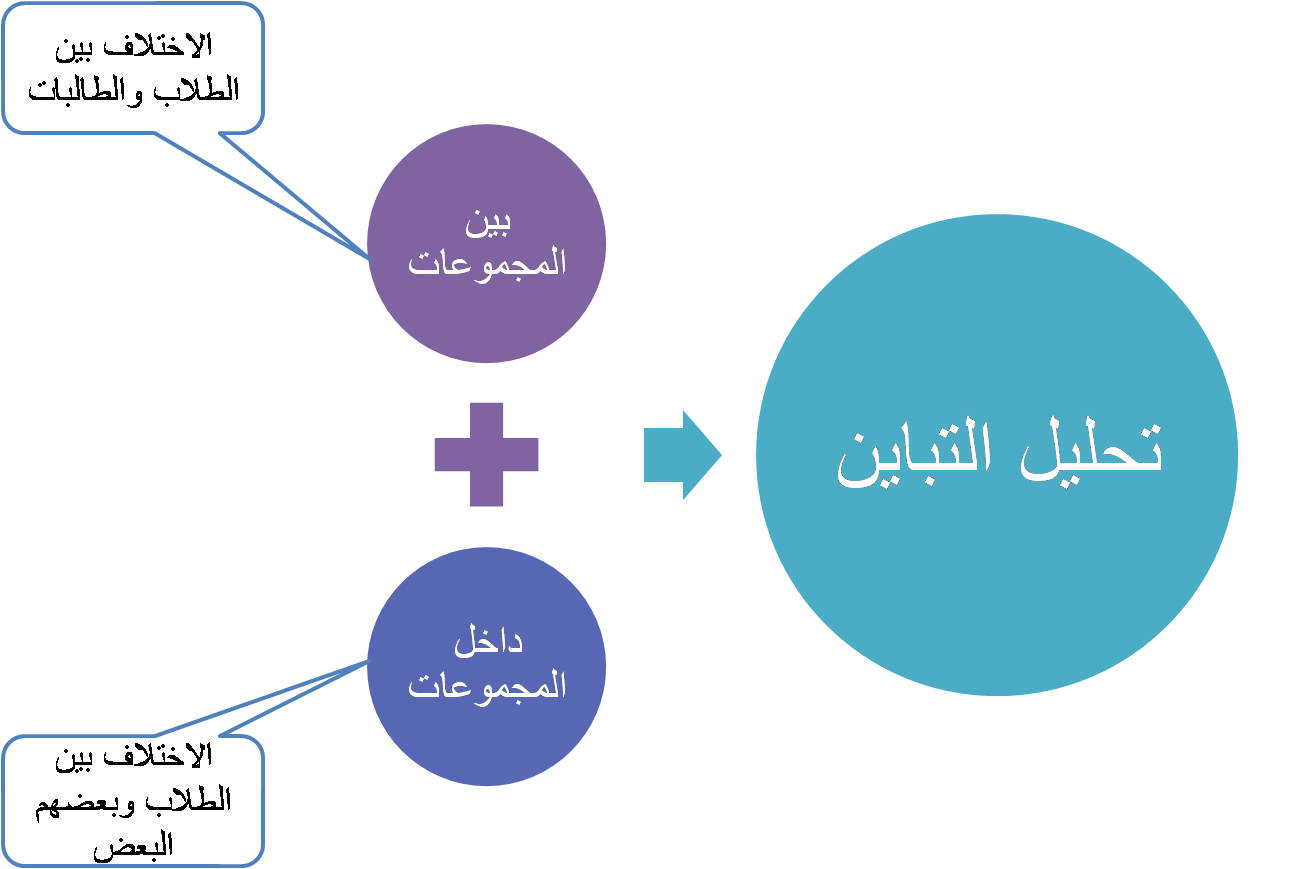 الاختلاف بين
الطلاب والطالبات
بين
المجموعات
تحليل التباين
داخل
المجموعات
الاختلاف بين
الطلاب وبعضهم
البعض